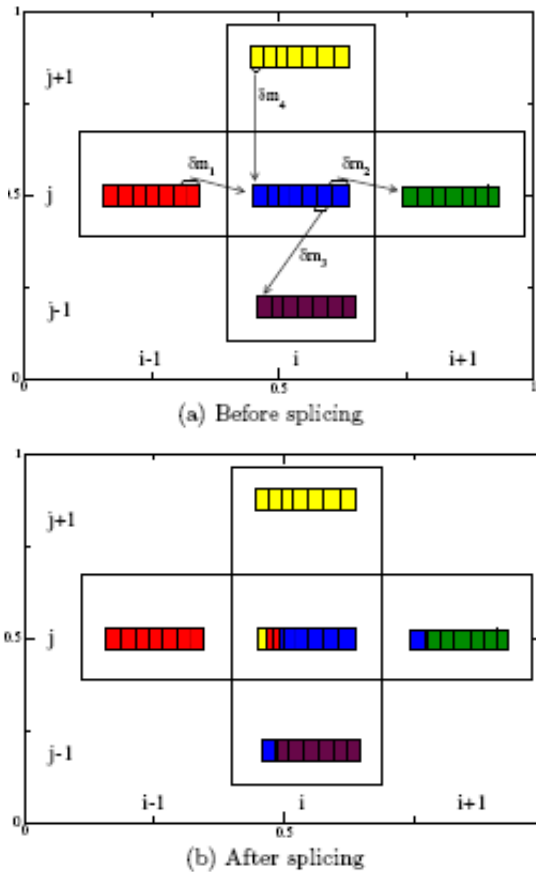 1
j+1
δm₄
δm₁
δm₂
.5
j
δm₃
j-1
i-1
i
i+1
0
0.5
1
(a) Before splicing
1
j+1
0.5
j
j-1
i-1
i
i+1
0
0
0.5
(b) After splicing